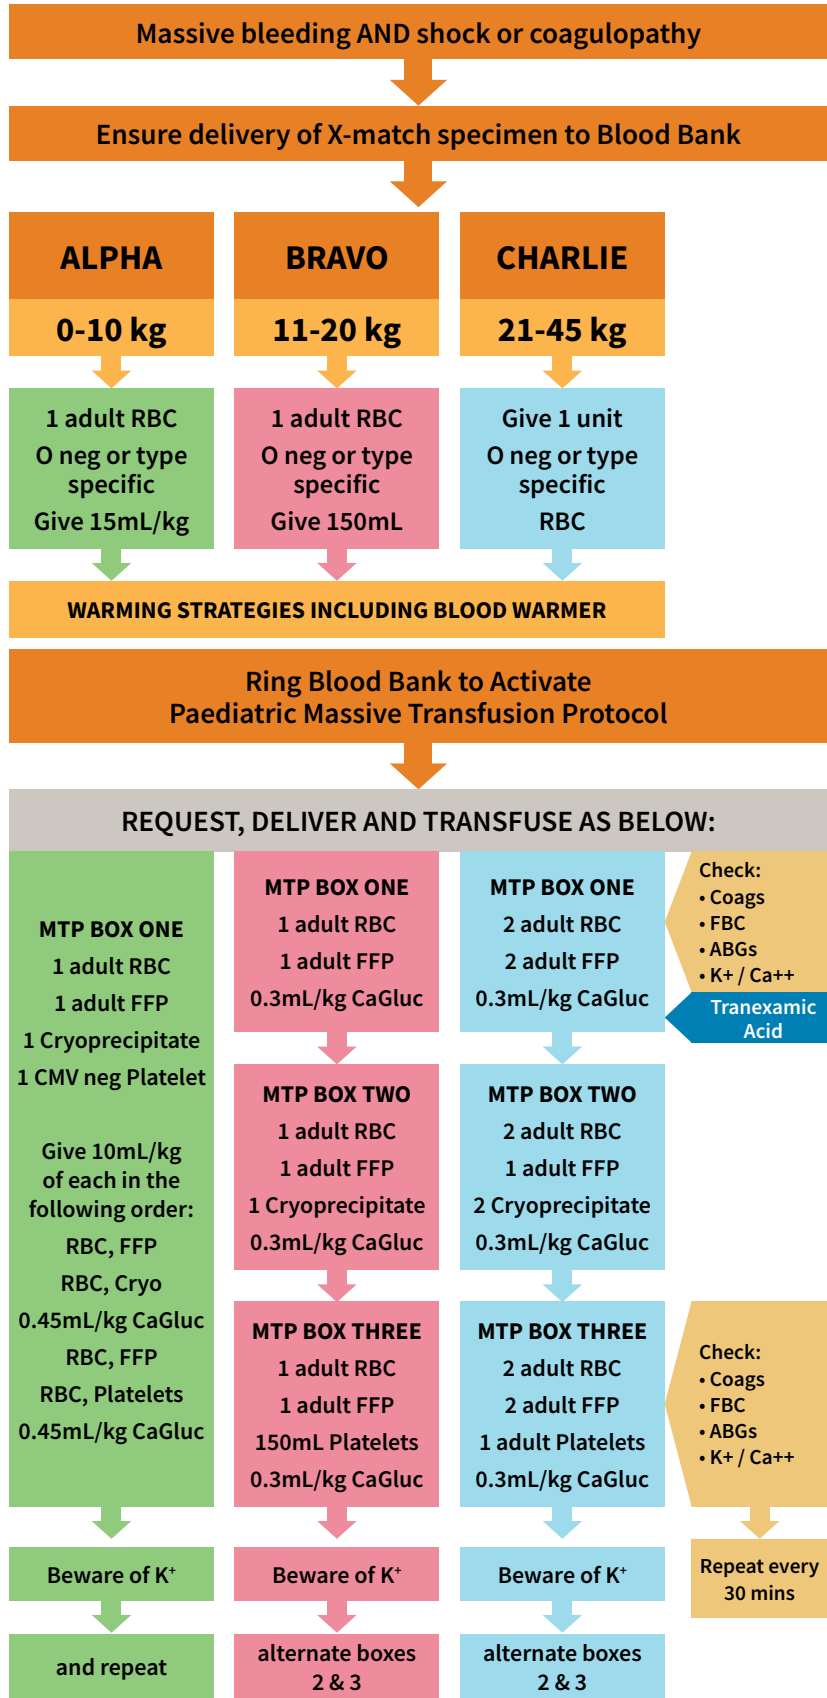 Massive bleeding AND shock or coagulopathy
Ensure delivery of X-match specimen to Blood Bank
ALPHA
0-10 kg
1 adult RBC
O neg or type
specific
Give 15mL/kg
BRAVO
11-20 kg
1 adult RBC
O neg or type
specific
Give 150mL
CHARLIE
21-45 kg
Give 1 unit
O neg or type
specific
RBC
WARMING STRATEGIES INCLUDING BLOOD WARMER
Ring Blood Bank to Activate
Paediatric Massive Transfusion Protocol
REQUEST, DELIVER AND TRANSFUSE AS BELOW:
MTP BOX ONE
1 adult RBC
1 adult FFP
1 Cryoprecipitate
1 CMV neg Platelet
Give 10mL/kg
of each in the
following order:
RBC, FFP
RBC, Cryo
0.45mL/kg CaGluc
RBC, FFP
RBC, Platelets
0.45mL/kg CaGluc
Beware of K⁺
and repeat
MTP BOX ONE
1 adult RBC
1 adult FFP
0.3mL/kg CaGluc
MTP BOX TWO
1 adult RBC
1 adult FFP
1 Cryoprecipitate
0.3mL/kg CaGluc
MTP BOX THREE
1 adult RBC
1 adult FFP
150mL Platelets
0.3mL/kg CaGluc
Beware of K⁺
alternate boxes
2 & 3
MTP BOX ONE
2 adult RBC
2 adult FFP
0.3mL/kg CaGluc
MTP BOX TWO
2 adult RBC
1 adult FFP
2 Cryoprecipitate
0.3mL/kg CaGluc
MTP BOX THREE
2 adult RBC
2 adult FFP
1 adult Platelets
0.3mL/kg CaGluc
Beware of K⁺
alternate boxes
2 & 3
Check:
• Coags
• FBC
• ABGs
• K+ / Ca++
Tranexamic
Acid
Check:
• Coags
• FBC
• ABGs
• K+ / Ca++
Repeat every
30 mins